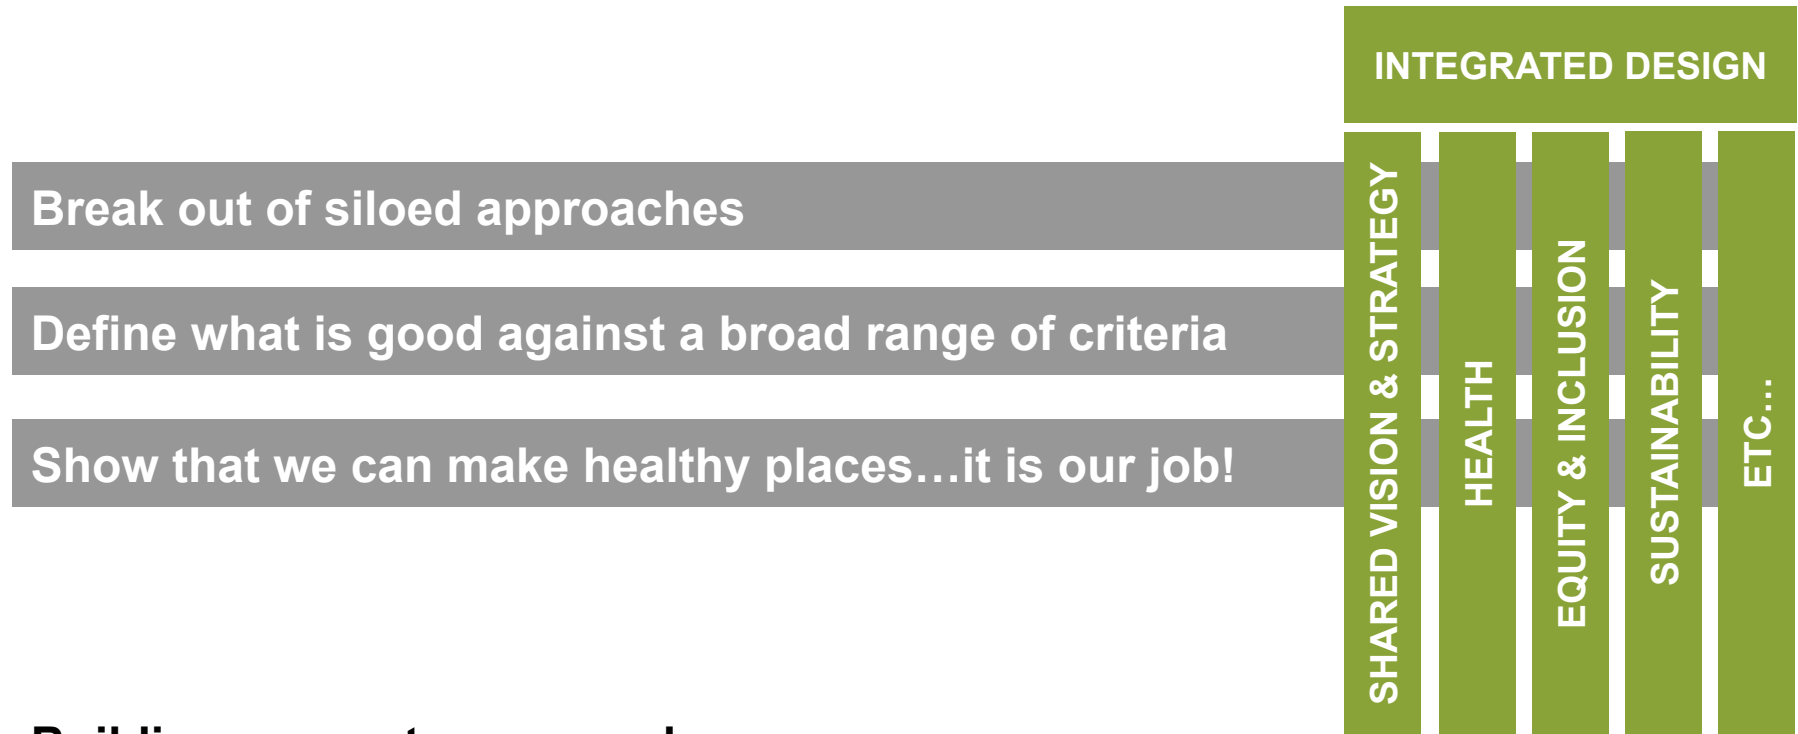 INTEGRATED DESIGN
Break out of siloed approaches
Define what is good against a broad range of criteria
Show that we can make healthy places…it is our job!
SHARED VISION & STRATEGY
HEALTH
EQUITY & INCLUSION
SUSTAINABILITY
ETC…